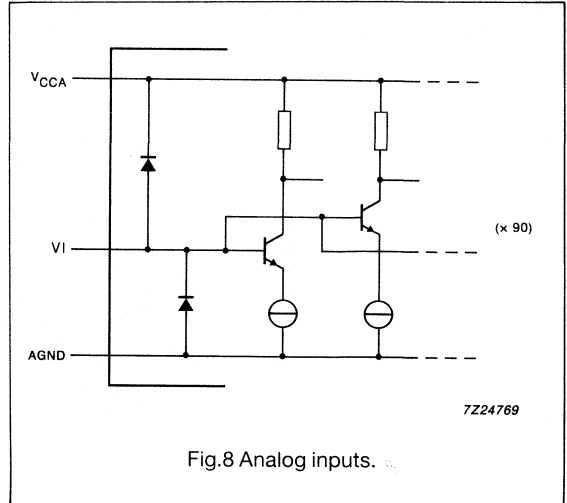 VCCA
VI
(× 90)
AGND
7Z24769
Fig.8 Analog inputs.